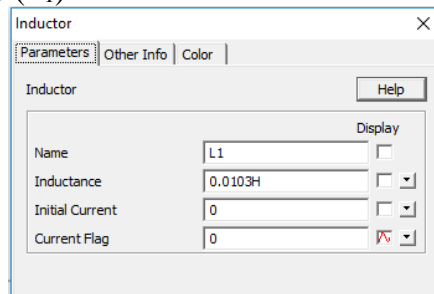 Inductor
Parameters Other Info Color
Inductor Help
Display
Name L1
Inductance 0.0103H
Initial Current 0
Current Flag 0